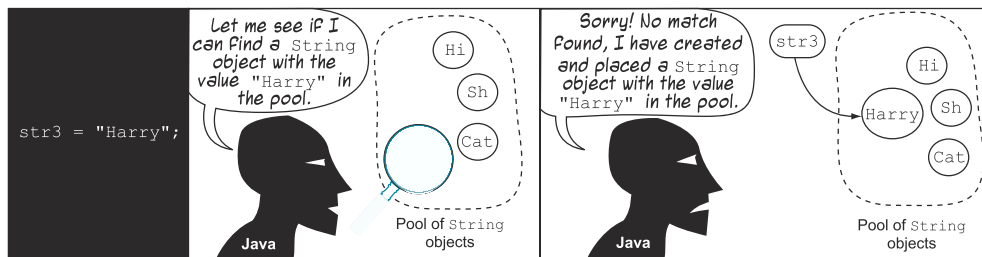 str3 = "Harry";
Let me see if I
can find a String
object with the
value "Harry" in
the pool.
Hi
Sh
Cat
Java
Pool of String
objects
Sorry! No match
found, I have created
and placed a String
object with the value
"Harry" in the pool.
str3
Hi
Harry
Sh
Cat
Java
Pool of String
objects